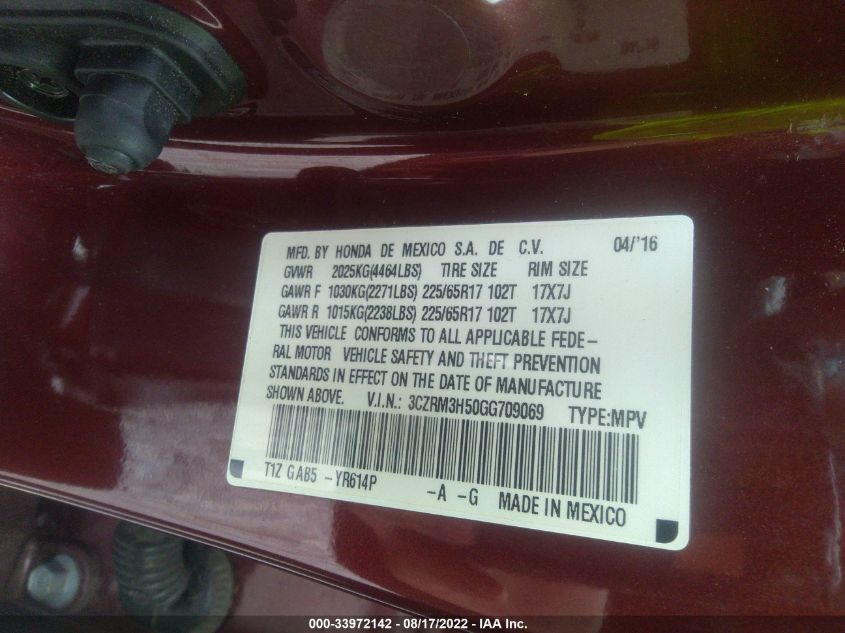 MFD. BY HONDA DE MEXICO S.A. DE C.V. 04/'16
GVWR 2025KG(4464LBS) TIRE SIZE RIM SIZE
GAWR F 1030KG(2271LBS) 225/65R17 102T 17X7J
GAWR R 1015KG(2238LBS) 225/65R17 102T 17X7J
THIS VEHICLE CONFORMS TO ALL APPLICABLE FEDE-
RAL MOTOR VEHICLE SAFETY AND THEFT PREVENTION
STANDARDS IN EFFECT ON THE DATE OF MANUFACTURE
SHOWN ABOVE. V.I.N.: 3CZRM3H50GG709069 TYPE:MPV
T1Z GAB5 -YR614P -A -G MADE IN MEXICO
000-33972142 - 08/17/2022 - IAA Inc.